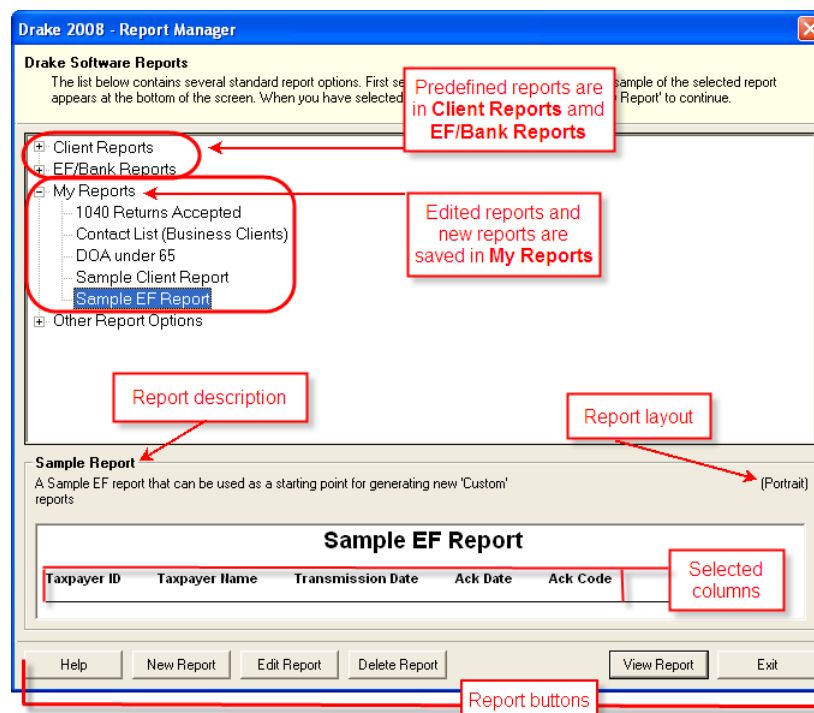 Drake 2008 - Report Manager
Drake Software Reports
The list below contains several standard report options. First se
sample of the selected report
appears at the bottom of the screen. When you have selected
Report' to continue.
Predefined reports are
in Client Reports amd
EF/Bank Reports
Client Reports
EF/Bank Reports
My Reports
1040 Returns Accepted
Contact List (Business Clients)
DOA under 65
Sample Client Report
Sample EF Report
Other Report Options
Edited reports and
new reports are
saved in My Reports
Report description
Report layout
Sample Report
A Sample EF report that can be used as a starting point for generating new 'Custom'
reports
(Portrait)
Sample EF Report
Taxpayer ID Taxpayer Name Transmission Date Ack Date Ack Code
Selected
columns
Help New Report Edit Report Delete Report View Report Exit
Report buttons